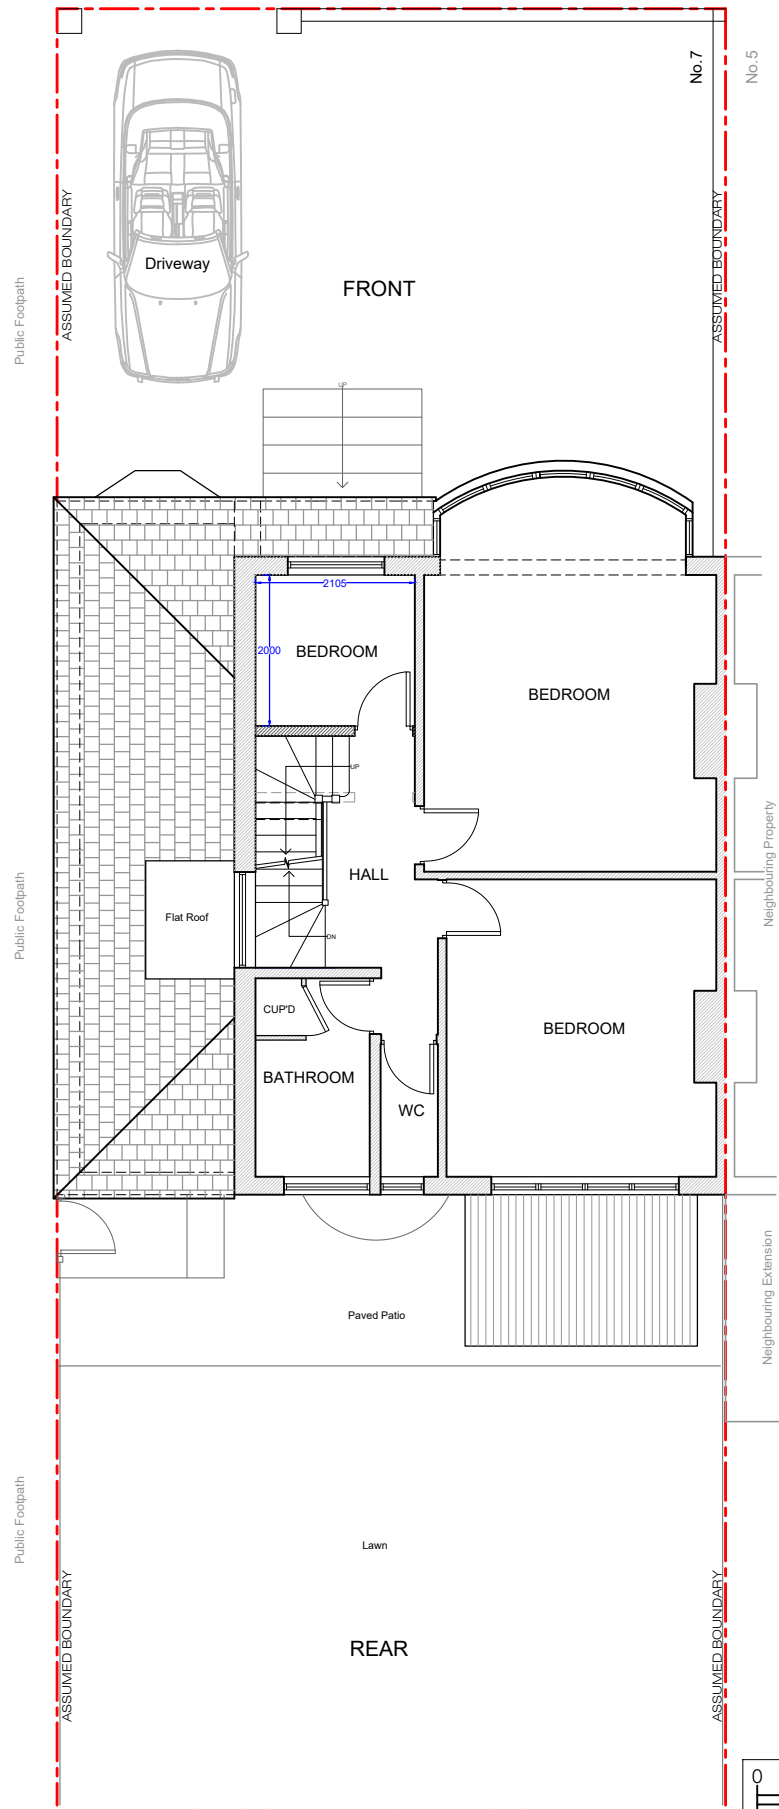 No.7
No.5
ASSUMED BOUNDARY
ASSUMED BOUNDARY
Driveway
FRONT
Public Footpath
UP
2105
2000
BEDROOM
BEDROOM
UP
HALL
Neighbouring Property
Public Footpath
Flat Roof
DN
CUP'D
BEDROOM
BATHROOM
WC
Neighbouring Extension
Paved Patio
Public Footpath
Lawn
ASSUMED BOUNDARY
ASSUMED BOUNDARY
REAR
0